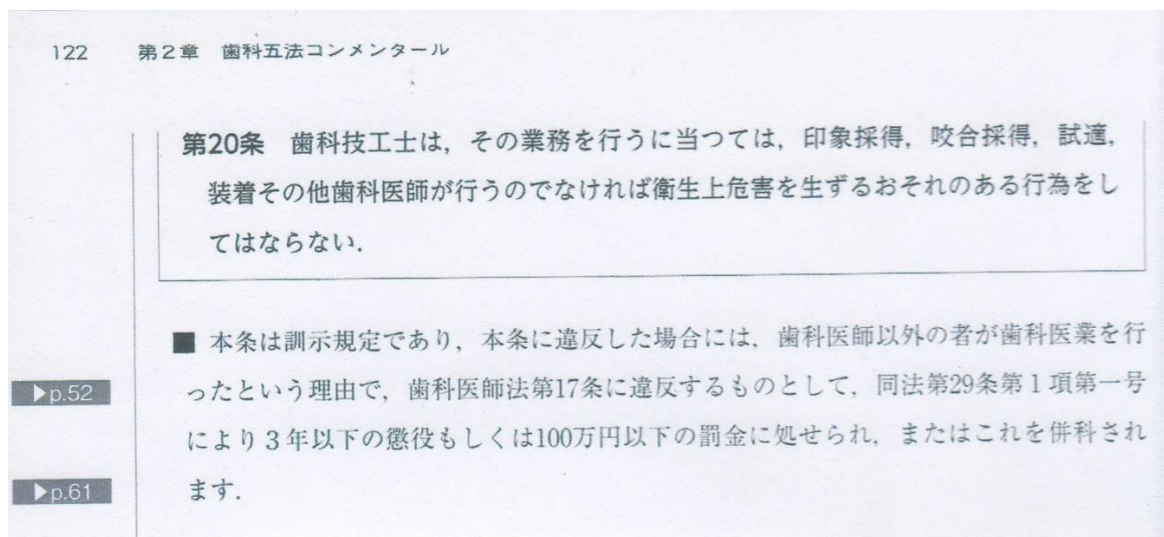 122 第2章 歯科五法コンメンタール
第20条 歯科技工士は，その業務を行うに当つては，印象採得，咬合採得，試適，
装着その他歯科医師が行うのでなければ衛生上危害を生ずるおそれのある行為をし
てはならない．
■ 本条は訓示規定であり，本条に違反した場合には，歯科医師以外の者が歯科医業を行
▶p.52 ったという理由で，歯科医師法第17条に違反するものとして，同法第29条第1項第一号
により3年以下の懲役もしくは100万円以下の罰金に処せられ，またはこれを併科され
▶p.61 ます．